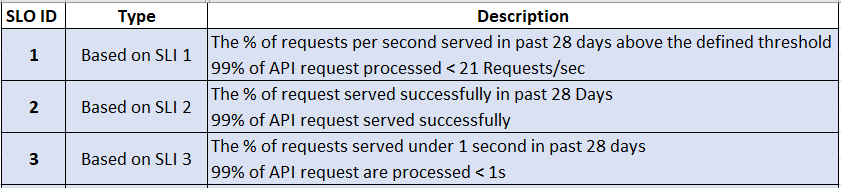 SLO ID Type Description
1 Based on SLI 1 The % of requests per second served in past 28 days above the defined threshold
99% of API request processed < 21 Requests/sec
2 Based on SLI 2 The % of request served successfully in past 28 Days
99% of API request served successfully
3 Based on SLI 3 The % of requests served under 1 second in past 28 days
99% of API request are processed < 1s